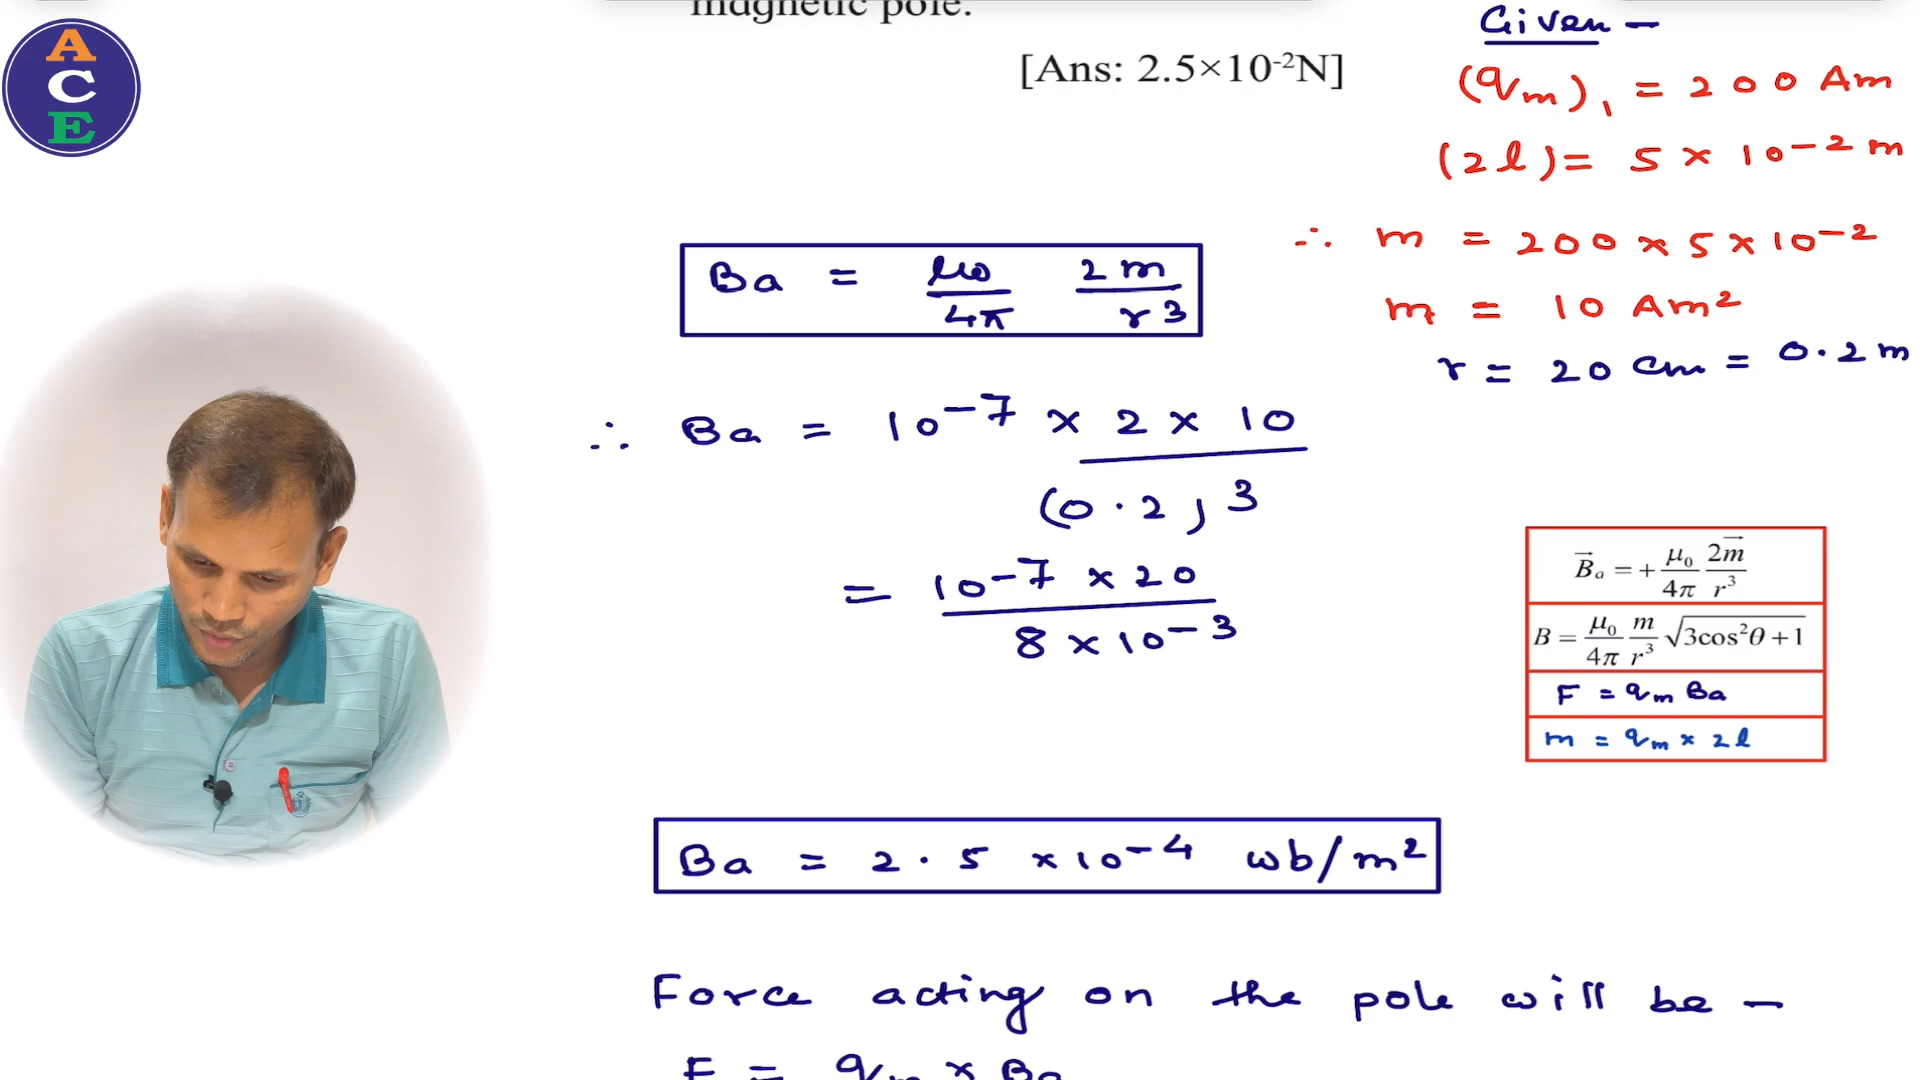 A
C
E
magnetic pole.
[Ans: 2.5×10⁻²N]
Given –
(qm)₁ = 200 Am
(2l) = 5 × 10⁻² m
∴ m = 200 × 5 × 10⁻²
m = 10 Am²
r = 20 cm = 0.2 m
Ba = μ₀/4π 2m/r³
∴ Ba = 10⁻⁷ × 2 × 10 / (0.2)³
= 10⁻⁷ × 20 / 8 × 10⁻³
B⃗ₐ = + μ₀/4π 2m⃗/r³
B = μ₀/4π m/r³ √3cos²θ+1
F = qm Ba
m = qm × 2l
Ba = 2.5 × 10⁻⁴ wb/m²
Force acting on the pole will be –
F = qm × Ba